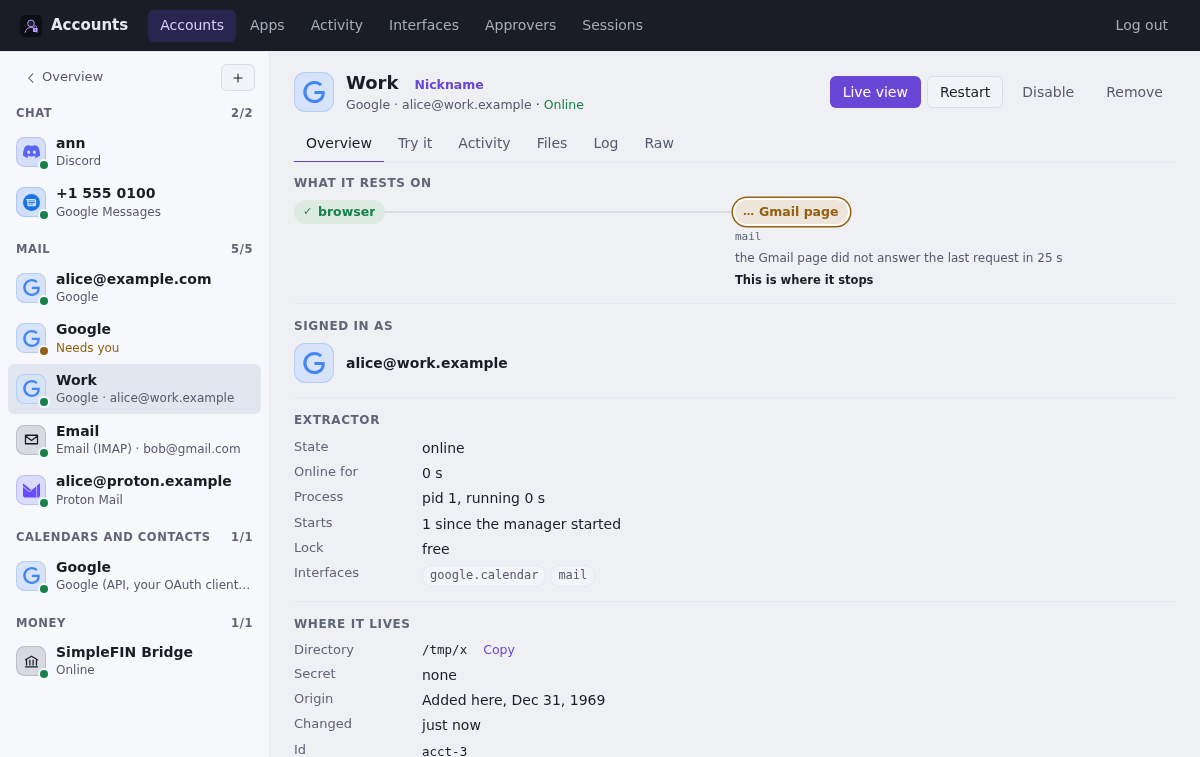 Accounts
Accounts
Apps
Activity
Interfaces
Approvers
Sessions
Log out
Overview
+
CHAT 2/2
ann
Discord
+1 555 0100
Google Messages
MAIL 5/5
alice@example.com
Google
Google
Needs you
Work
Google · alice@work.example
Email
Email (IMAP) · bob@gmail.com
alice@proton.example
Proton Mail
CALENDARS AND CONTACTS 1/1
Google
Google (API, your OAuth client…
MONEY 1/1
SimpleFIN Bridge
Online
Work Nickname
Google · alice@work.example · Online
Live view
Restart
Disable
Remove
Overview
Try it
Activity
Files
Log
Raw
WHAT IT RESTS ON
✓ browser
… Gmail page
mail
the Gmail page did not answer the last request in 25 s
This is where it stops
SIGNED IN AS
alice@work.example
EXTRACTOR
State online
Online for 0 s
Process pid 1, running 0 s
Starts 1 since the manager started
Lock free
Interfaces google.calendar mail
WHERE IT LIVES
Directory /tmp/x Copy
Secret none
Origin Added here, Dec 31, 1969
Changed just now
Id acct-3